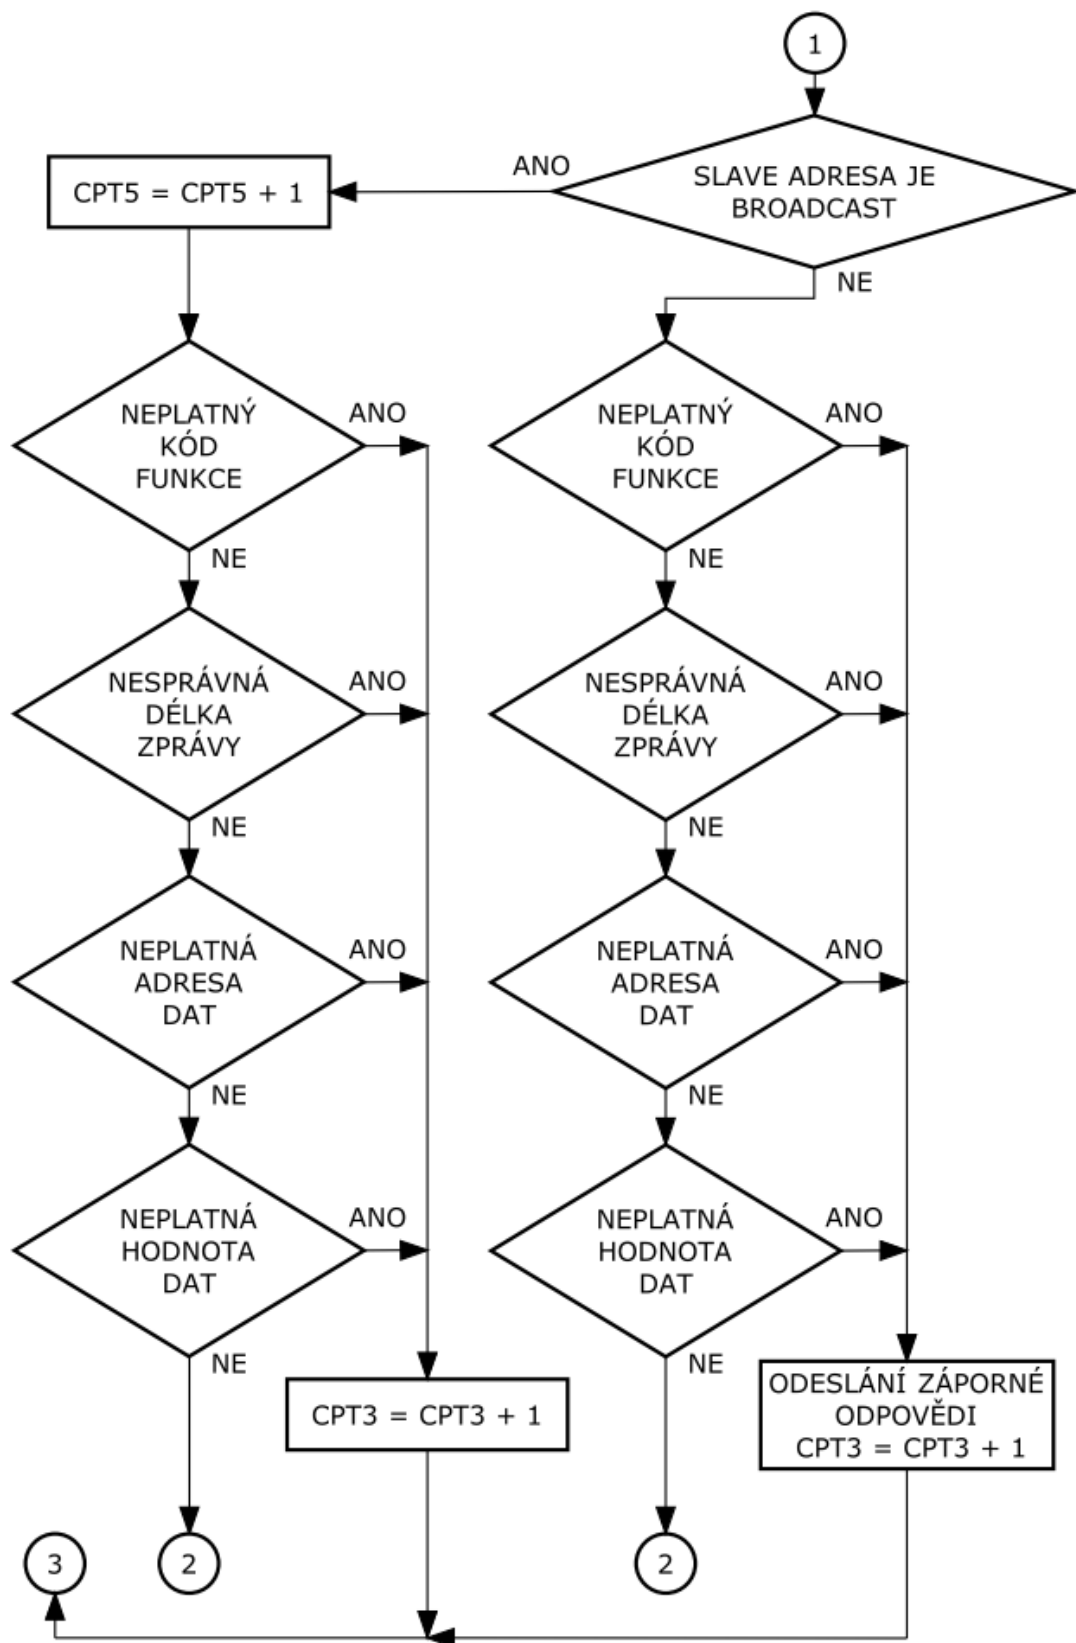 1
SLAVE ADRESA JE
BROADCAST
ANO
NE
CPT5 = CPT5 + 1
NEPLATNÝ
KÓD
FUNKCE
ANO
NE
NESPRÁVNÁ
DÉLKA
ZPRÁVY
ANO
NE
NEPLATNÁ
ADRESA
DAT
ANO
NE
NEPLATNÁ
HODNOTA
DAT
ANO
NE
CPT3 = CPT3 + 1
3
2
NEPLATNÝ
KÓD
FUNKCE
ANO
NE
NESPRÁVNÁ
DÉLKA
ZPRÁVY
ANO
NE
NEPLATNÁ
ADRESA
DAT
ANO
NE
NEPLATNÁ
HODNOTA
DAT
ANO
NE
ODESLÁNÍ ZÁPORNÉ
ODPOVĚDI
CPT3 = CPT3 + 1
2